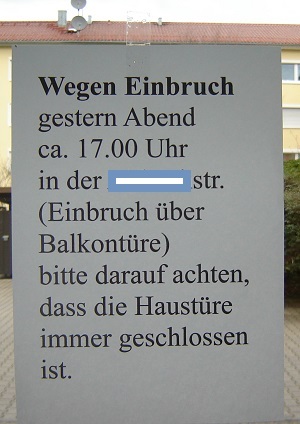 Wegen Einbruch
gestern Abend
ca. 17.00 Uhr
in der str.
(Einbruch über
Balkontüre)
bitte darauf achten,
dass die Haustüre
immer geschlossen
ist.